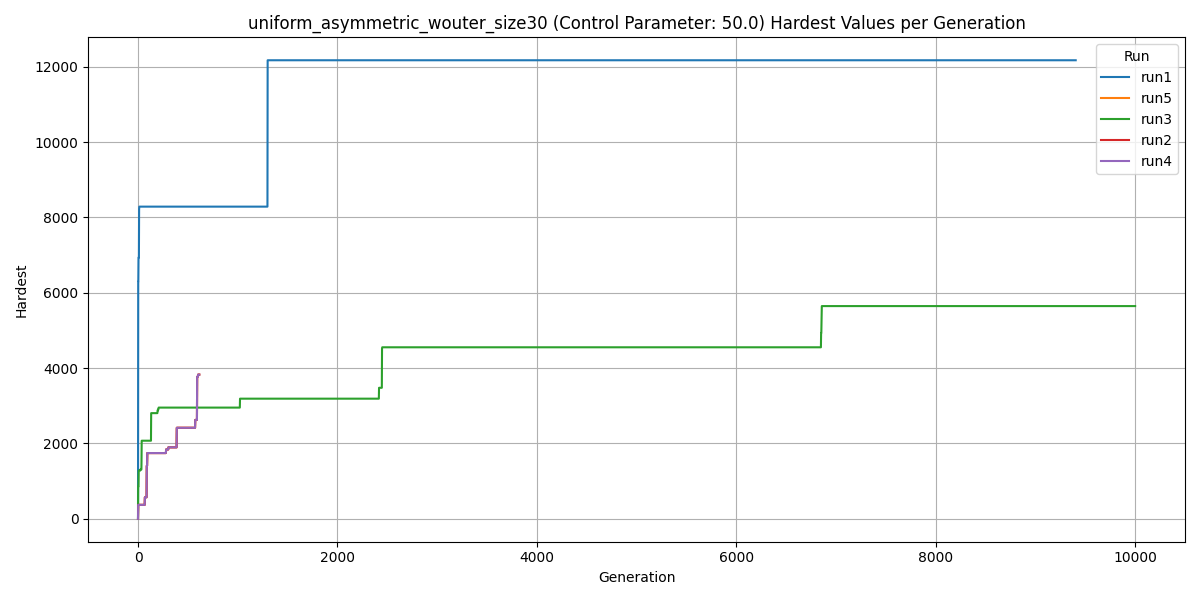 uniform_asymmetric_wouter_size30 (Control Parameter: 50.0) Hardest Values per Generation
Run
run1
run5
run3
run2
run4
12000
10000
8000
6000
4000
2000
0
Hardest
0 2000 4000 6000 8000 10000
Generation